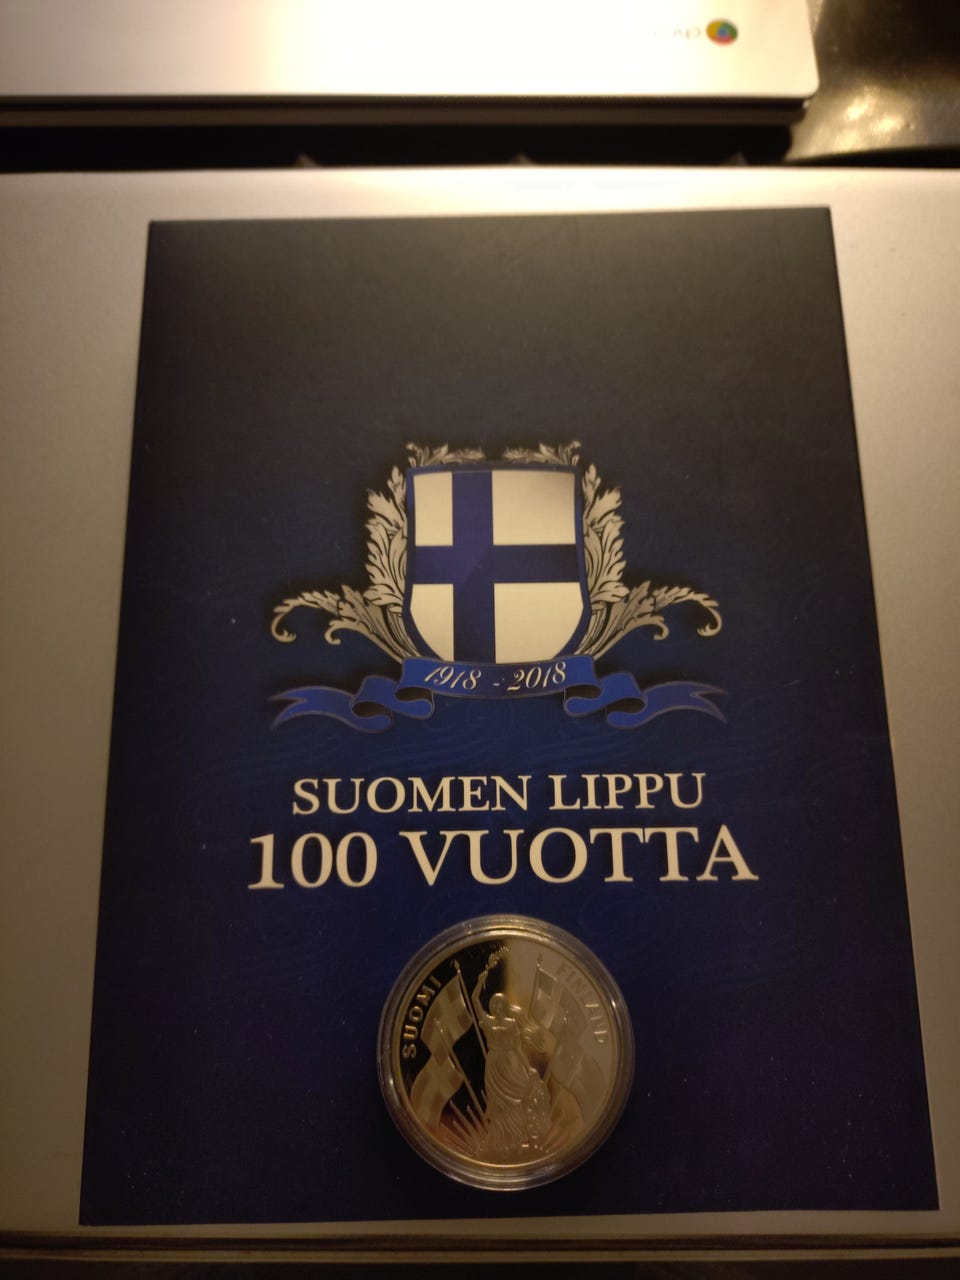 1918 - 2018
SUOMEN LIPPU
100 VUOTTA
SUOMI
FINLAND